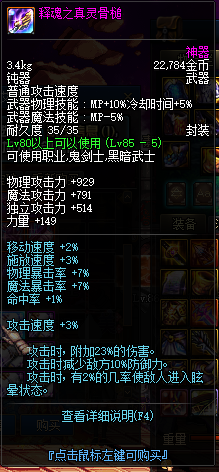 释魂之真灵骨槌
神器
3.4kg 22,784金币
钝器 武器
普通攻击速度
武器物理技能：MP+10%冷却时间+5%
武器魔法技能：MP-5%
耐久度 35/35 封装
Lv80以上可以使用 (Lv85 - 5)
可使用职业,鬼剑士,黑暗武士
物理攻击力 +929
魔法攻击力 +791
独立攻击力 +514
力量 +149
装备
移动速度 +2%
施放速度 +3%
物理暴击率 +7%
魔法暴击率 +7%
命中率 +1%
攻击速度 +3%
攻击时, 附加23%的伤害。
攻击时减少敌方10%防御力。
攻击时, 有2%的几率使敌人进入眩
晕状态。
查看详细说明(F4)
购买
重量
『点击鼠标左键可购买』